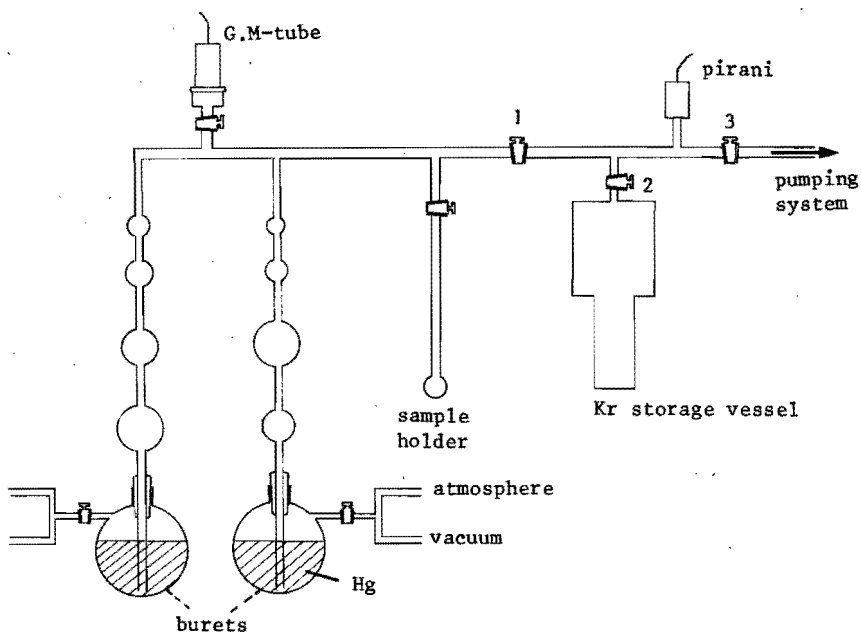 G.M-tube
pirani
1
3
2
pumping
system
Kr storage vessel
sample
holder
atmosphere
vacuum
Hg
burets